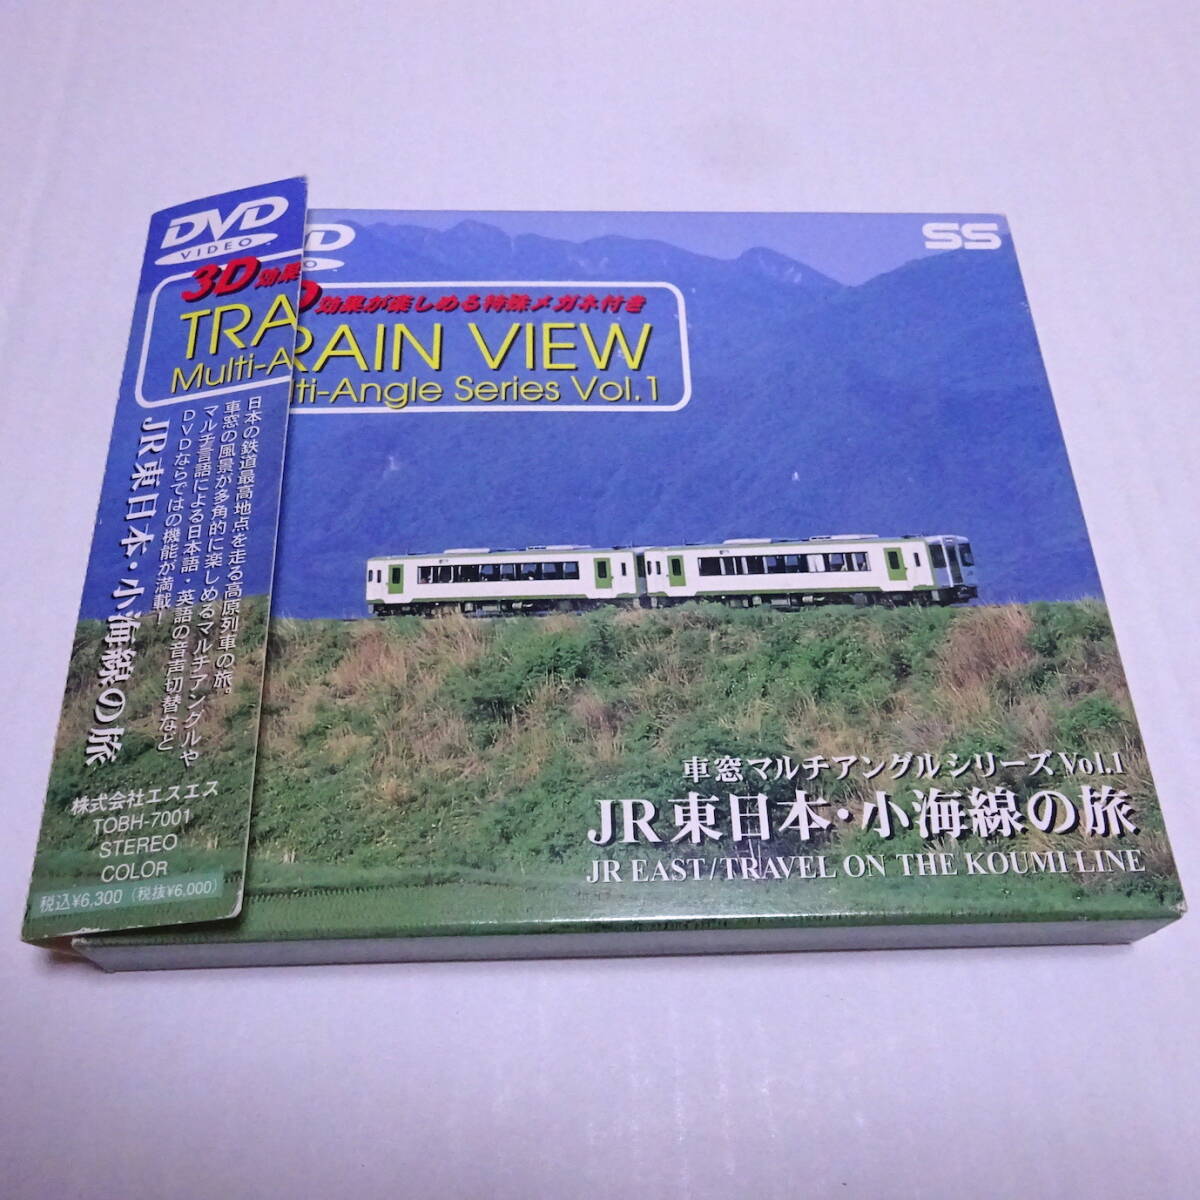 DVD
VIDEO
3D効果
TRA
Multi-A
日本の鉄道最高地点を走る高原列車の旅。
車窓の風景が多角的に楽しめるマルチアングルや
マルチ言語による日本語・英語の音声切替など
DVDならではの機能が満載!
JR東日本・小海線の旅
株式会社エスエス
TOBH-7001
STEREO
COLOR
税込¥6,300(税抜¥6,000)
VD
EO
SS
D効果が楽しめる特殊メガネ付き
RAIN VIEW
lti-Angle Series Vol.1
車窓マルチアングルシリーズVol.1
JR東日本・小海線の旅
JR EAST/TRAVEL ON THE KOUMI LINE